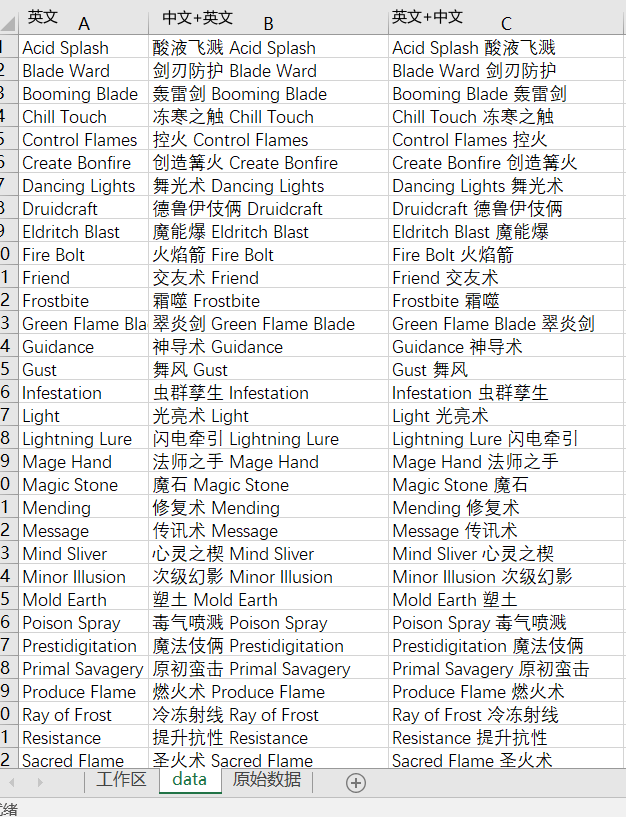 英文 A 中文+英文 B 英文+中文 C
1 Acid Splash 酸液飞溅 Acid Splash Acid Splash 酸液飞溅
2 Blade Ward 剑刃防护 Blade Ward Blade Ward 剑刃防护
3 Booming Blade 轰雷剑 Booming Blade Booming Blade 轰雷剑
4 Chill Touch 冻寒之触 Chill Touch Chill Touch 冻寒之触
5 Control Flames 控火 Control Flames Control Flames 控火
6 Create Bonfire 创造篝火 Create Bonfire Create Bonfire 创造篝火
7 Dancing Lights 舞光术 Dancing Lights Dancing Lights 舞光术
8 Druidcraft 德鲁伊伎俩 Druidcraft Druidcraft 德鲁伊伎俩
9 Eldritch Blast 魔能爆 Eldritch Blast Eldritch Blast 魔能爆
0 Fire Bolt 火焰箭 Fire Bolt Fire Bolt 火焰箭
1 Friend 交友术 Friend Friend 交友术
2 Frostbite 霜噬 Frostbite Frostbite 霜噬
3 Green Flame Bla 翠炎剑 Green Flame Blade Green Flame Blade 翠炎剑
4 Guidance 神导术 Guidance Guidance 神导术
5 Gust 舞风 Gust Gust 舞风
6 Infestation 虫群孳生 Infestation Infestation 虫群孳生
7 Light 光亮术 Light Light 光亮术
8 Lightning Lure 闪电牵引 Lightning Lure Lightning Lure 闪电牵引
9 Mage Hand 法师之手 Mage Hand Mage Hand 法师之手
0 Magic Stone 魔石 Magic Stone Magic Stone 魔石
1 Mending 修复术 Mending Mending 修复术
2 Message 传讯术 Message Message 传讯术
3 Mind Sliver 心灵之楔 Mind Sliver Mind Sliver 心灵之楔
4 Minor Illusion 次级幻影 Minor Illusion Minor Illusion 次级幻影
5 Mold Earth 塑土 Mold Earth Mold Earth 塑土
6 Poison Spray 毒气喷溅 Poison Spray Poison Spray 毒气喷溅
7 Prestidigitation 魔法伎俩 Prestidigitation Prestidigitation 魔法伎俩
8 Primal Savagery 原初蛮击 Primal Savagery Primal Savagery 原初蛮击
9 Produce Flame 燃火术 Produce Flame Produce Flame 燃火术
0 Ray of Frost 冷冻射线 Ray of Frost Ray of Frost 冷冻射线
1 Resistance 提升抗性 Resistance Resistance 提升抗性
2 Sacred Flame 圣火术 Sacred Flame Sacred Flame 圣火术
工作区 data 原始数据
绪